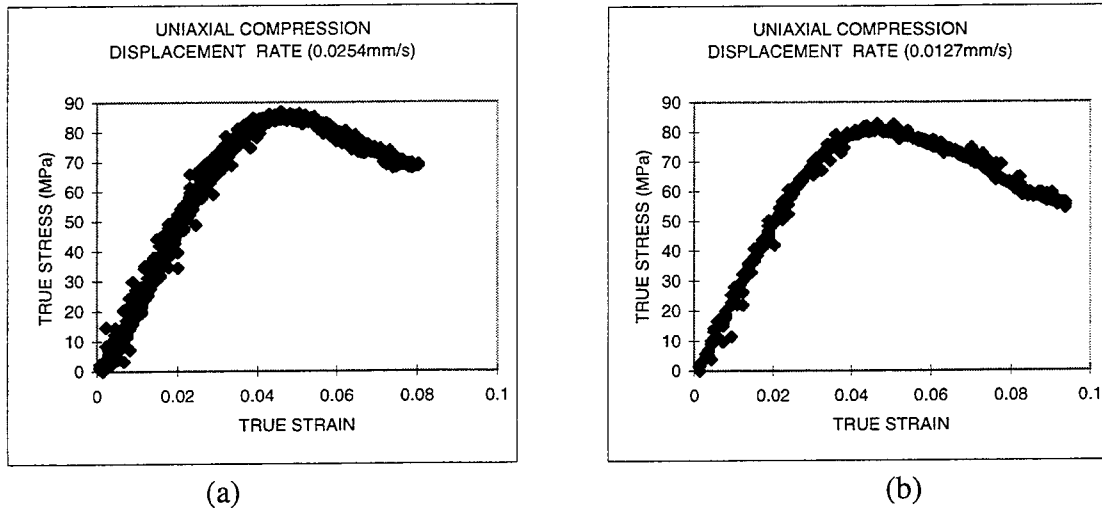 UNIAXIAL COMPRESSION
DISPLACEMENT RATE (0.0254mm/s)
TRUE STRESS (MPa)
90
80
70
60
50
40
30
20
10
0
0 0.02 0.04 0.06 0.08 0.1
TRUE STRAIN
(a)
UNIAXIAL COMPRESSION
DISPLACEMENT RATE (0.0127mm/s)
TRUE STRESS (MPa)
90
80
70
60
50
40
30
20
10
0
0 0.02 0.04 0.06 0.08 0.1
TRUE STRAIN
(b)